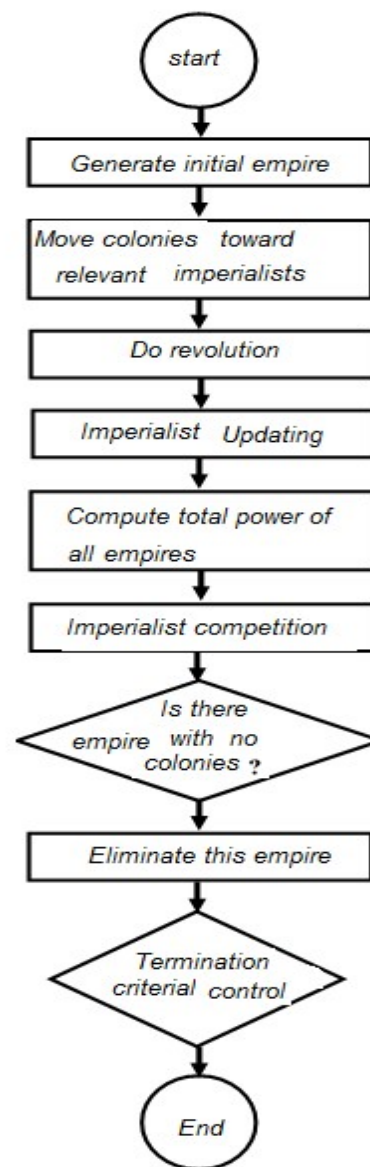 start
Generate initial empire
Move colonies toward
relevant imperialists
Do revolution
Imperialist Updating
Compute total power of
all empires
Imperialist competition
Is there
empire with no
colonies ?
Eliminate this empire
Termination
criterial control
End